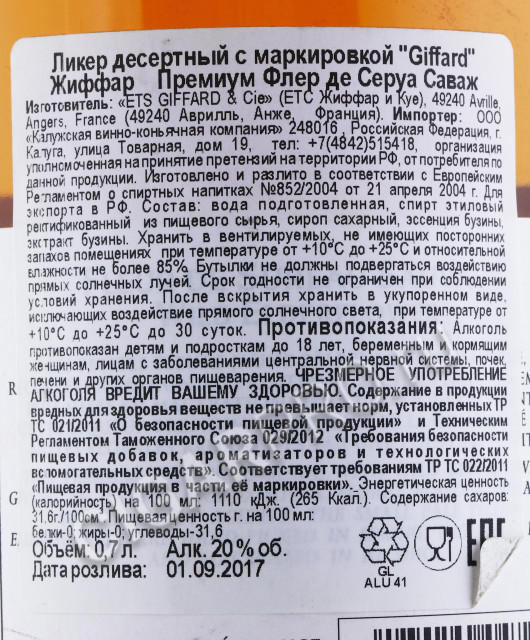 Ликер десертный с маркировкой "Giffard"
Жиффар Премиум Флер де Серуа Саваж
Изготовитель: «ETS GIFFARD & Cie» (ЕТС Жиффар и Кує), 49240 Avrille,
Angers, France (49240 Аврилль, Анже, Франция). Импортер: ООО
«Калужская винно-коньячная компания» 248016 , Российская Федерация, г.
Калуга, улица Товарная, дом 19, тел: +7(4842)515418, организация
уполномоченная на принятие претензий на территории РФ, от потребителя по
данной продукции. Изготовлено и разлито в соответствии с Европейским
Регламентом о спиртных напитках №852/2004 от 21 апреля 2004 г. Для
экспорта в РФ. Состав: вода подготовленная, спирт этиловый
ректификованный из пищевого сырья, сироп сахарный, эссенция бузины,
экстракт бузины. Хранить в вентилируемых, не имеющих посторонних
запахов помещениях при температуре от +10°С до +25°С и относительной
влажности не более 85%. Бутылки не должны подвергаться воздействию
прямых солнечных лучей. Срок годности не ограничен при соблюдении
условий хранения. После вскрытия хранить в укупоренном виде,
исключающих воздействие прямого солнечного света, при температуре от
+10°С до +25°С до 30 суток. Противопоказания: Алкоголь
противопоказан детям и подросткам до 18 лет, беременным и кормящим
женщинам, лицам с заболеваниями центральной нервной системы, почек,
печени и других органов пищеварения. ЧРЕЗМЕРНОЕ УПОТРЕБЛЕНИЕ
АКГОЛОЯ ВРЕДИТ ВАШЕМУ ЗДОРОВЬЮ. Содержание в продукции
вредных для здоровья веществ не превышает норм, установленных ТР
ТС 021/2011 «О безопасности пищевой продукции» и Техническим
Регламентом Таможенного Союза 029/2012 «Требования безопасности
пищевых добавок, ароматизаторов и технологических
вспомогательных средств». Соответствует требованиям ТР ТС 022/2011
«Пищевая продукция в части её маркировки». Энергетическая ценность
(калорийность) на 100 мл: 1110 кДж. (265 Ккал.). Содержание сахаров:
31,6г./100см³. Пищевая ценность г. на 100 мл:
белки-0; жиры-0; углеводы-31,6
Объём: 0,7 л. Алк. 20 % об.
Дата розлива: 01.09.2017
GL
ALU 41